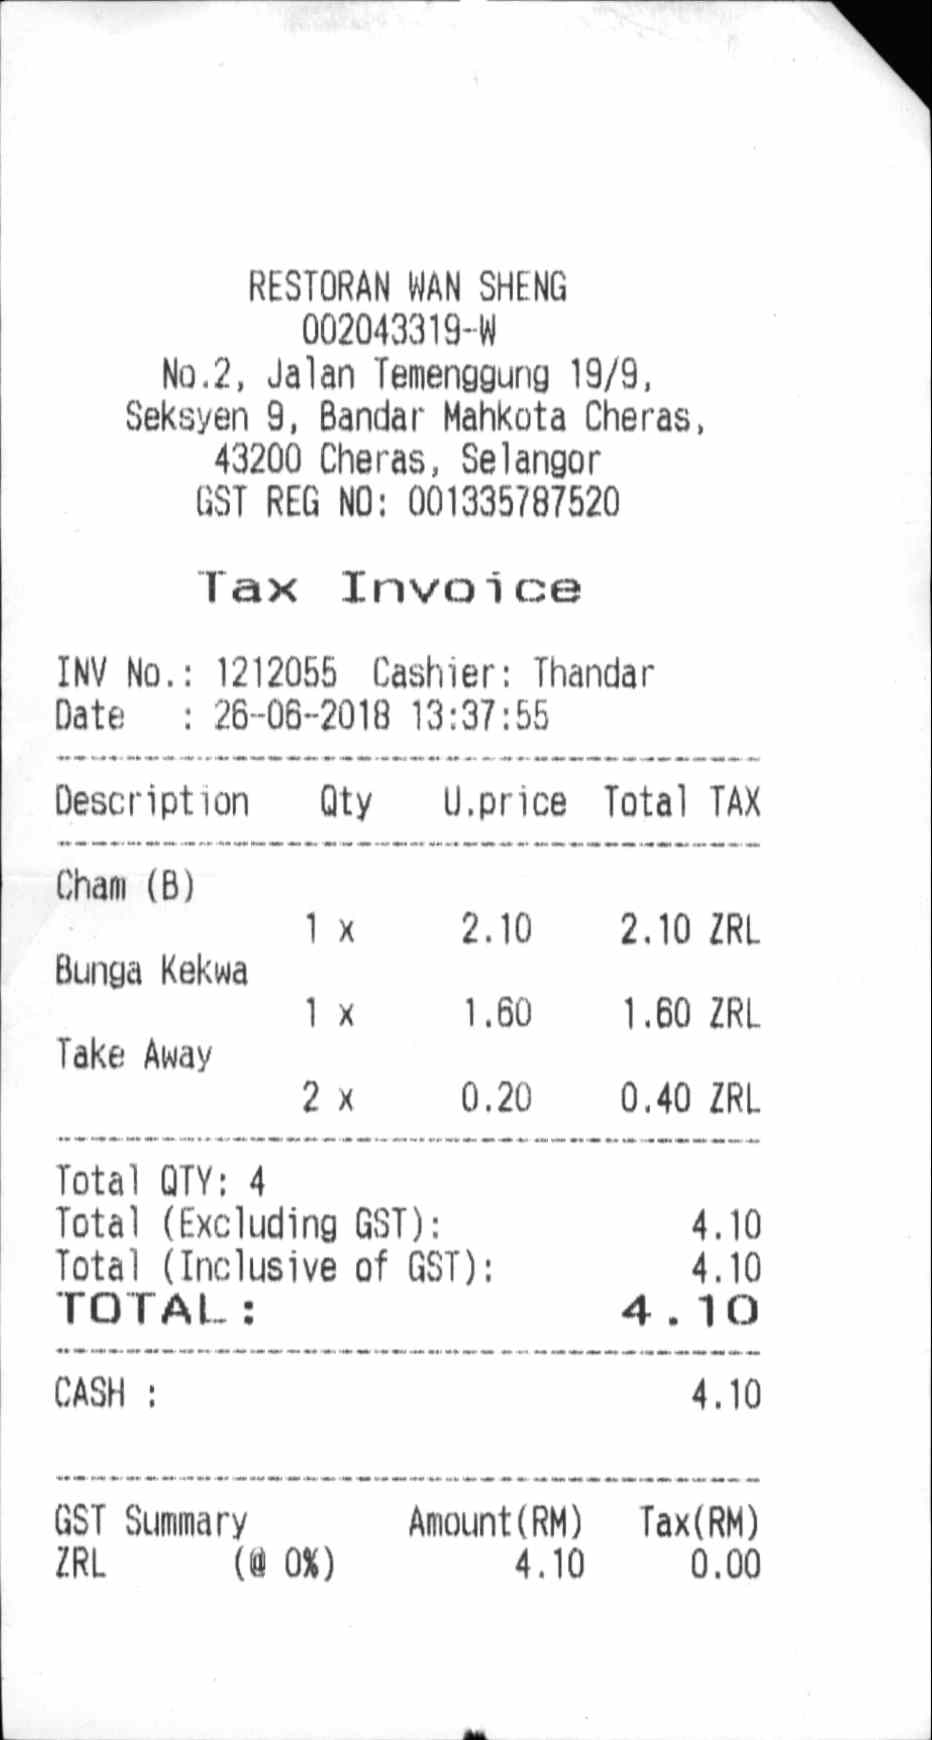 RESTORAN WAN SHENG
002043319-W
No.2, Jalan Temenggung 19/9,
Seksyen 9, Bandar Mahkota Cheras,
43200 Cheras, Selangor
GST REG NO: 001335787520
Tax Invoice
INV No.: 1212055 Cashier: Thandar
Date : 26-06-2018 13:37:55
Description Qty U.price Total TAX
Cham (B)
1 x 2.10 2.10 ZRL
Bunga Kekwa
1 x 1.60 1.60 ZRL
Take Away
2 x 0.20 0.40 ZRL
Total QTY: 4
Total (Excluding GST): 4.10
Total (Inclusive of GST): 4.10
TOTAL: 4.10
CASH : 4.10
GST Summary Amount(RM) Tax(RM)
ZRL (@ 0%) 4.10 0.00